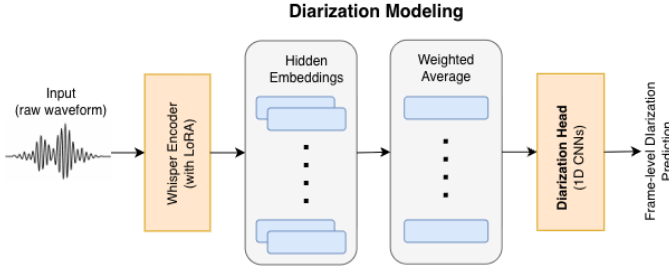 Diarization Modeling
Input
(raw waveform)
Whisper Encoder
(with LoRA)
Hidden
Embeddings
Weighted
Average
Diarization Head
(1D CNNs)
Frame-level Diarization
Prediction